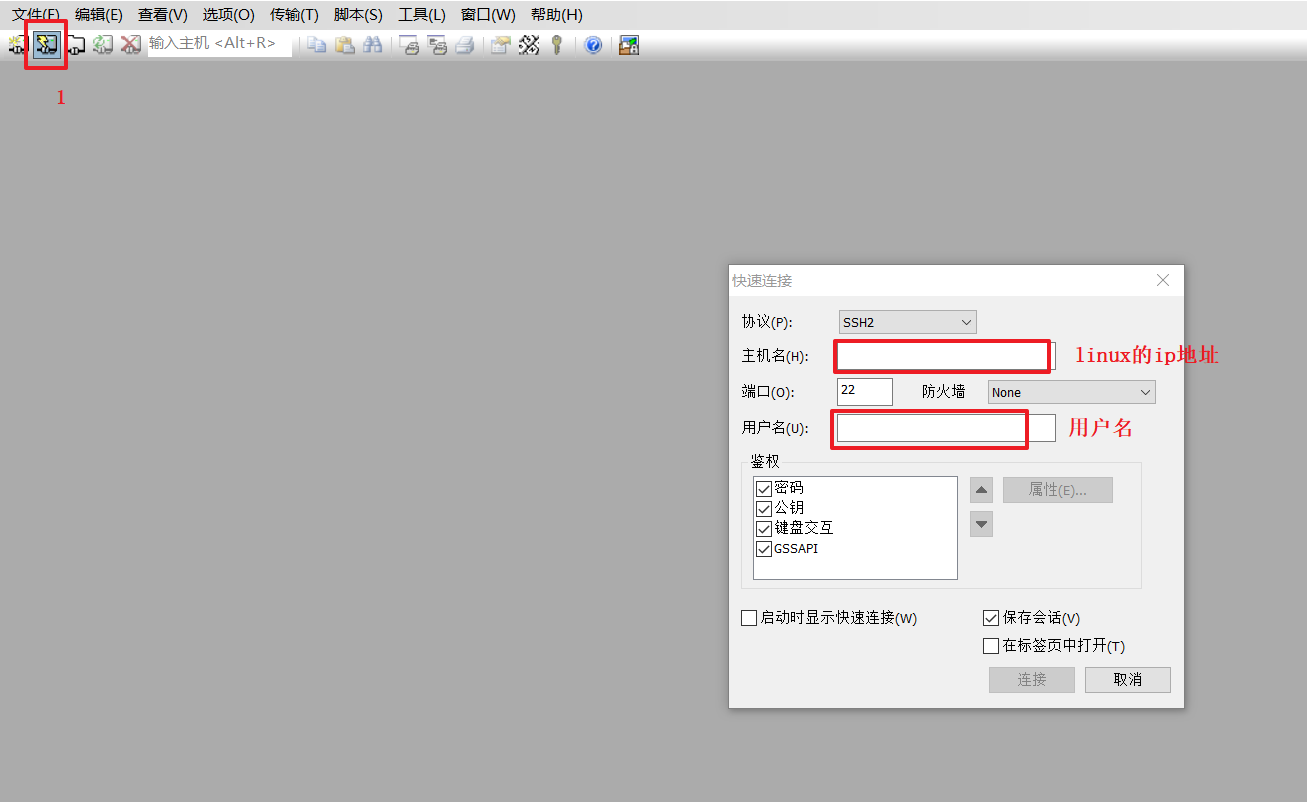 文件(F) 编辑(E) 查看(V) 选项(O) 传输(T) 脚本(S) 工具(L) 窗口(W) 帮助(H)
输入主机 <Alt+R>
1
快速连接
协议(P): SSH2
主机名(H): linux的ip地址
端口(O): 22 防火墙 None
用户名(U): 用户名
鉴权
密码
属性(E)...
公钥
键盘交互
GSSAPI
启动时显示快速连接(W) 保存会话(V)
在标签页中打开(T)
连接 取消